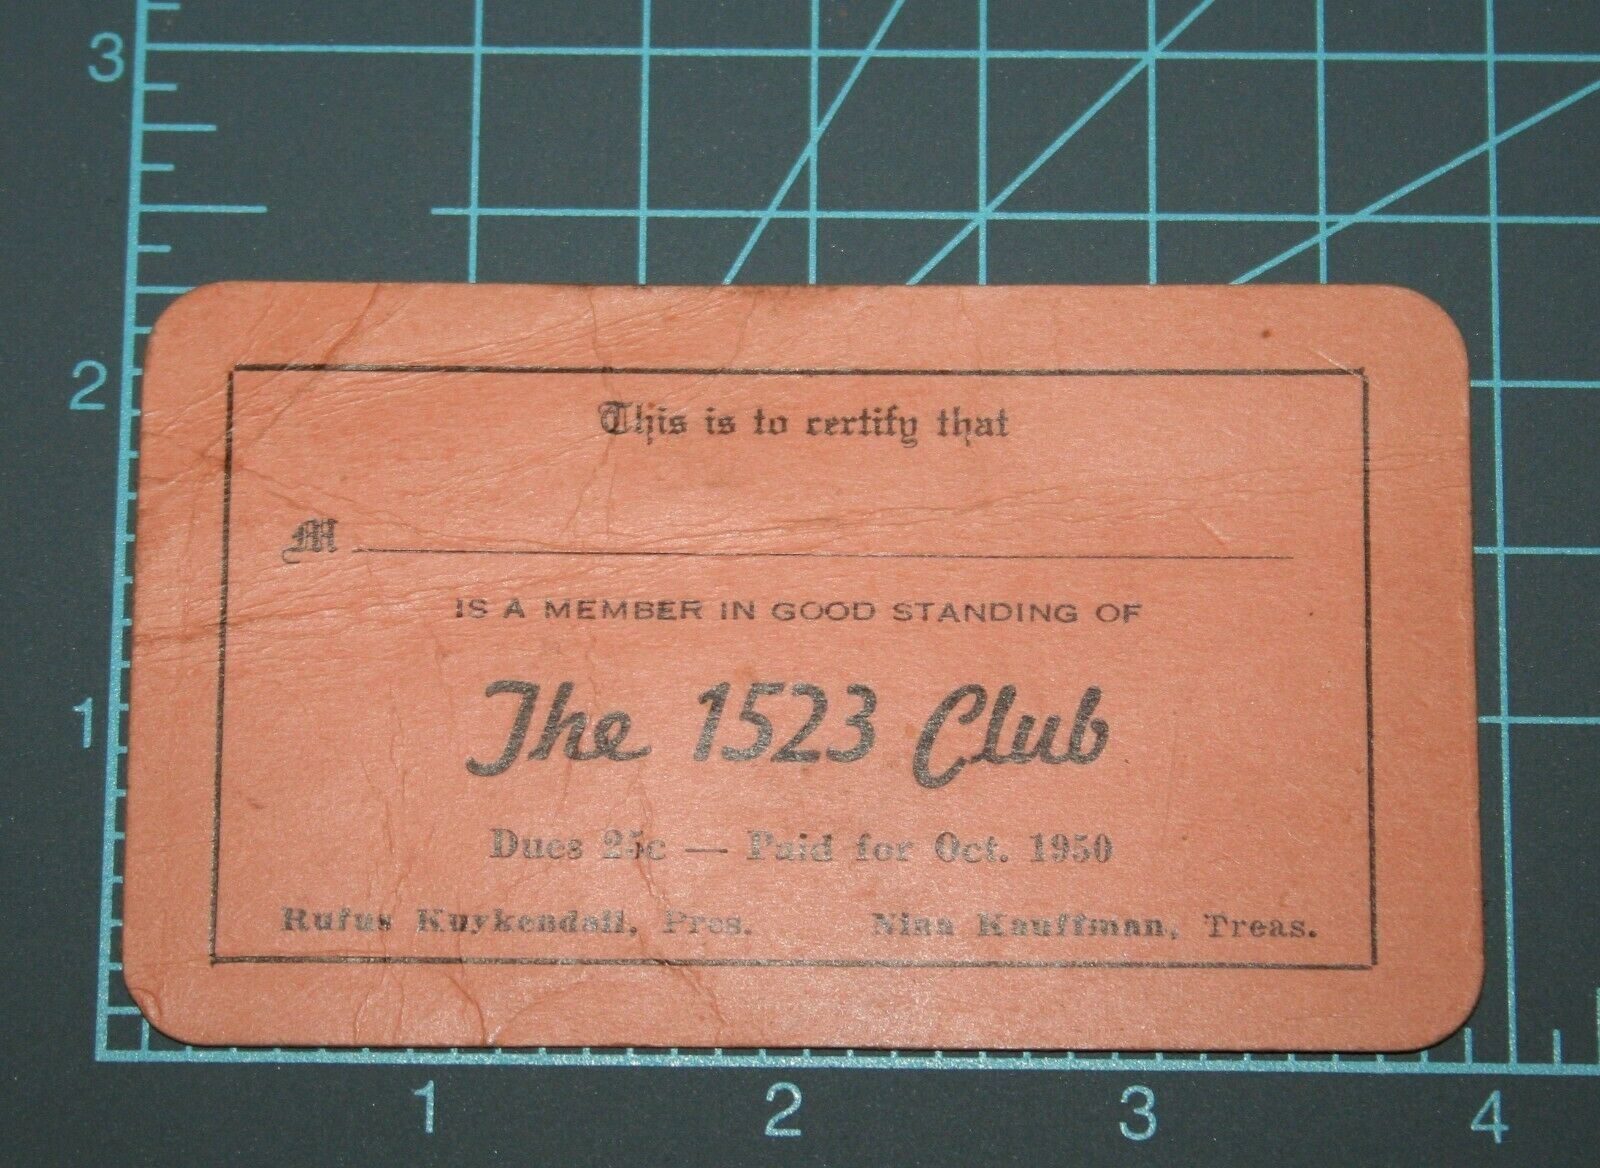 3
2
This is to certify that
M
IS A MEMBER IN GOOD STANDING OF
The 1523 Club
1
Dues 25c — Paid for Oct. 1950
Rufus Kuykendall, Pres. Nina Kauffman, Treas.
1 2 3 4